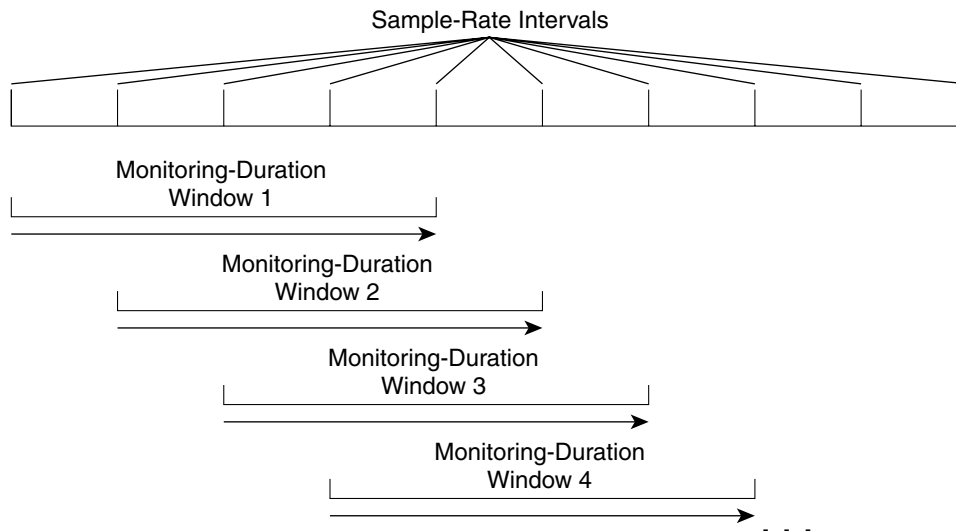 Sample-Rate Intervals
Monitoring-Duration
Window 1
Monitoring-Duration
Window 2
Monitoring-Duration
Window 3
Monitoring-Duration
Window 4